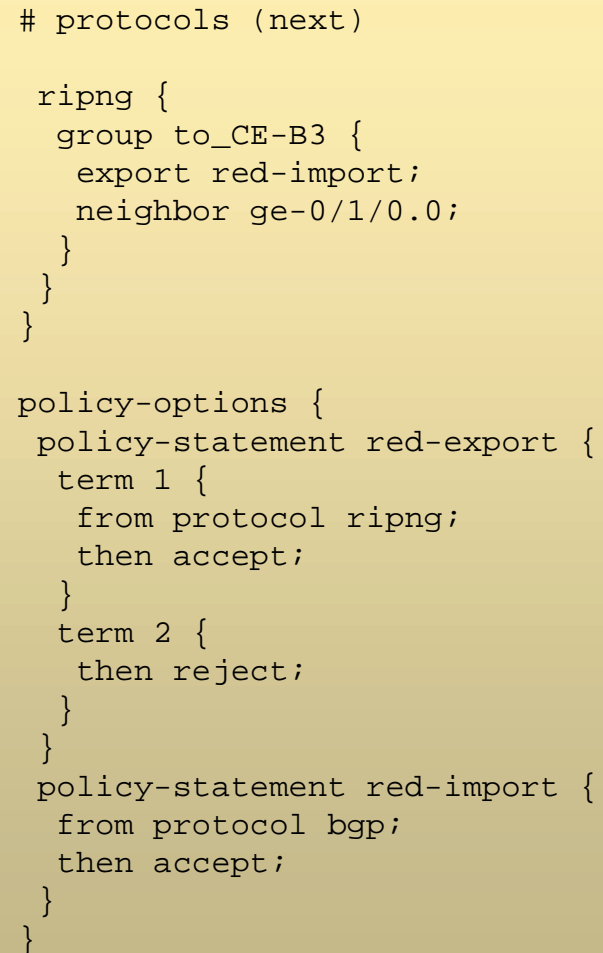 # protocols (next)
ripng {
group to_CE-B3 {
export red-import;
neighbor ge-0/1/0.0;
}
}
}
policy-options {
policy-statement red-export {
term 1 {
from protocol ripng;
then accept;
}
term 2 {
then reject;
}
}
policy-statement red-import {
from protocol bgp;
then accept;
}
}